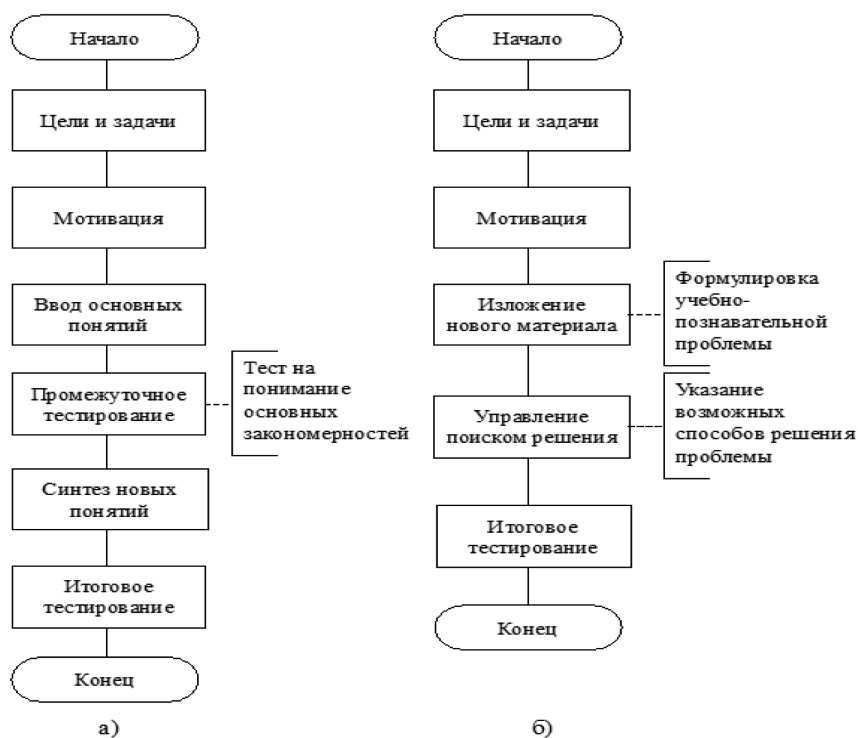 Начало
Цели и задачи
Мотивация
Ввод основных
понятий
Промежуточное
тестирование
Тест на
понимание
основных
закономерностей
Синтез новых
понятий
Итоговое
тестирование
Конец
а)
Начало
Цели и задачи
Мотивация
Изложение
нового материала
Формулировка
учебно-
познавательной
проблемы
Управление
поиском решения
Указание
возможных
способов решения
проблемы
Итоговое
тестирование
Конец
б)